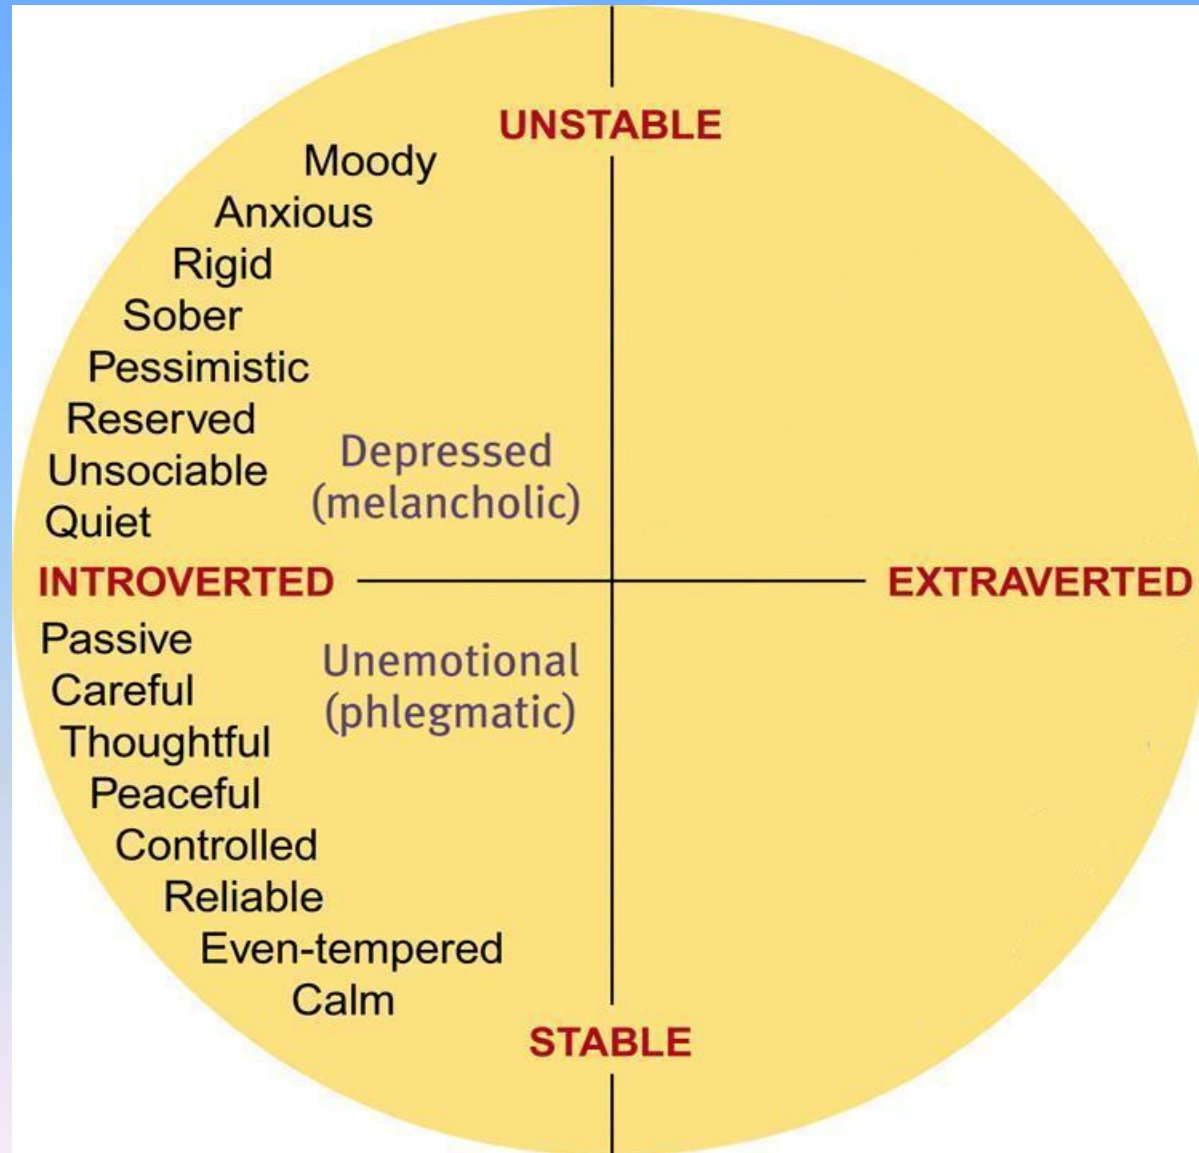 UNSTABLE
Moody
Anxious
Rigid
Sober
Pessimistic
Reserved
Unsociable
Quiet
Depressed
(melancholic)
INTROVERTED
EXTRAVERTED
Passive
Careful
Thoughtful
Peaceful
Controlled
Reliable
Even-tempered
Calm
Unemotional
(phlegmatic)
STABLE